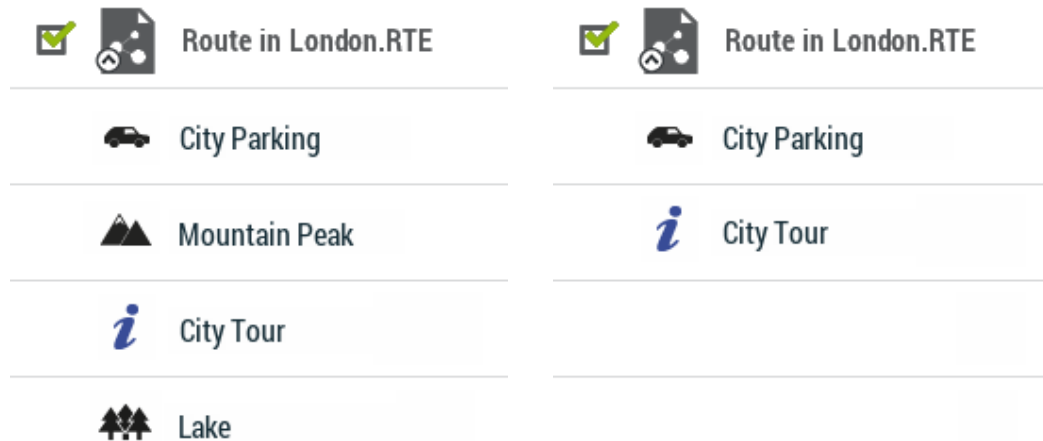 Route in London.RTE
City Parking
Mountain Peak
City Tour
Lake
Route in London.RTE
City Parking
City Tour